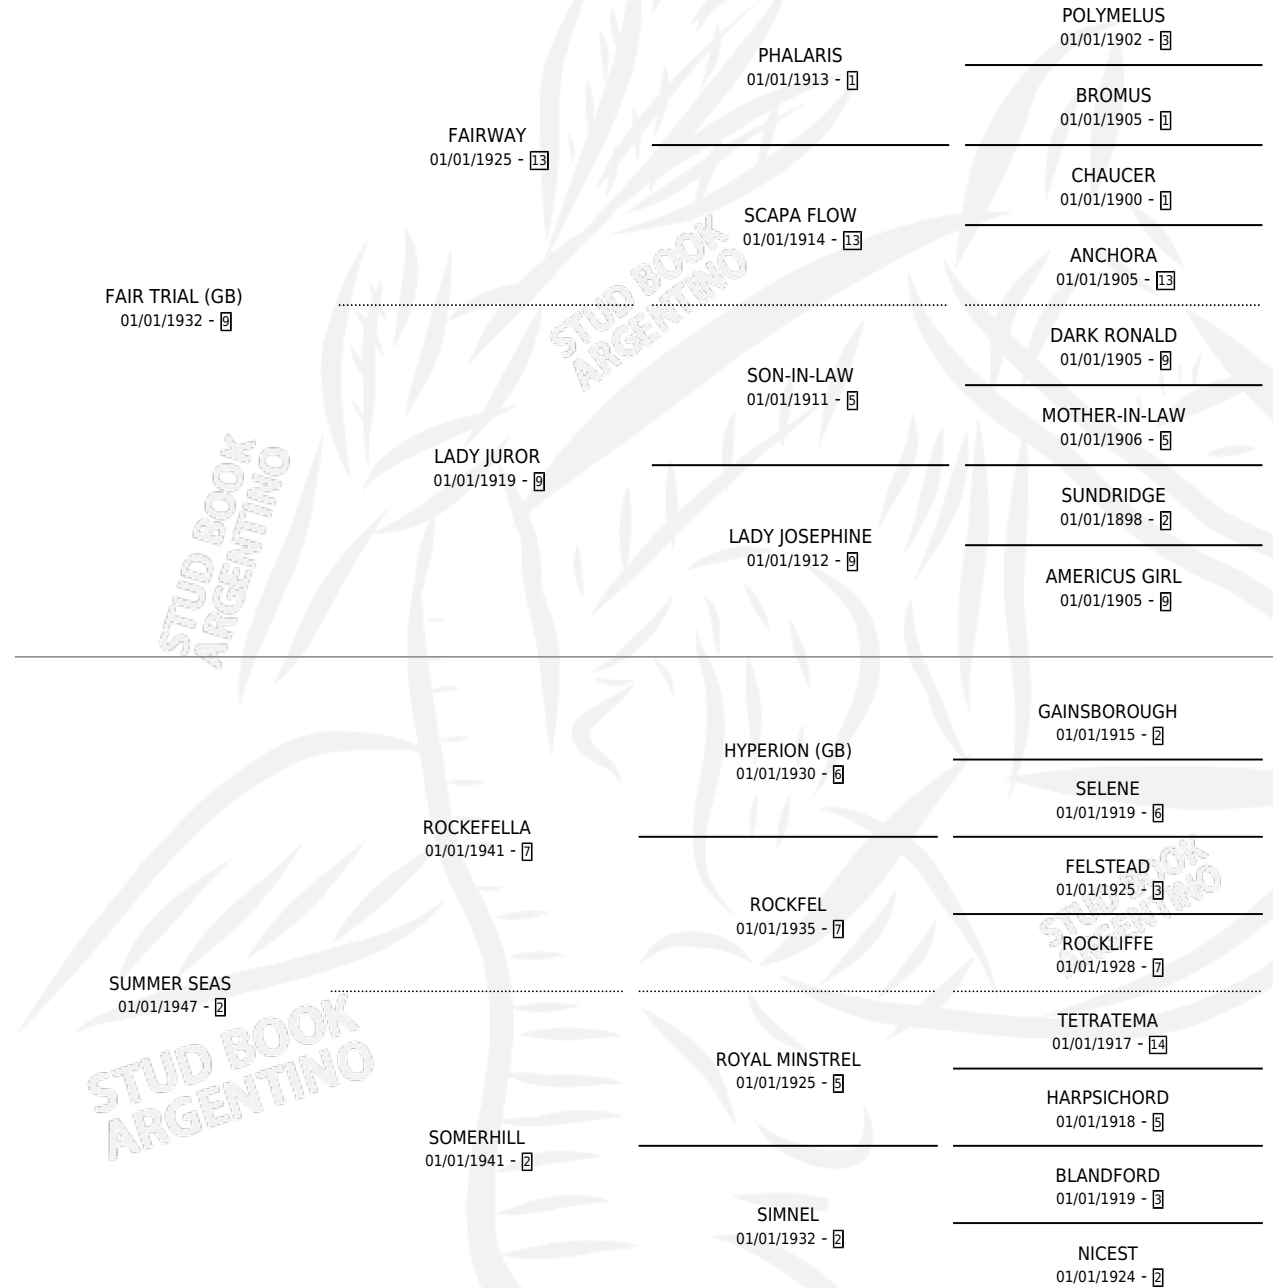 POLYMELUS
01/01/1902 - 3
PHALARIS
01/01/1913 - 1
BROMUS
01/01/1905 - 1
FAIRWAY
01/01/1925 - 13
CHAUCER
01/01/1900 - 1
SCAPA FLOW
01/01/1914 - 13
ANCHORA
01/01/1905 - 13
FAIR TRIAL (GB)
01/01/1932 - 9
DARK RONALD
01/01/1905 - 9
SON-IN-LAW
01/01/1911 - 5
MOTHER-IN-LAW
01/01/1906 - 5
LADY JUROR
01/01/1919 - 9
SUNDRIDGE
01/01/1898 - 2
LADY JOSEPHINE
01/01/1912 - 9
AMERICUS GIRL
01/01/1905 - 9
GAINSBOROUGH
01/01/1915 - 2
HYPERION (GB)
01/01/1930 - 6
SELENE
01/01/1919 - 6
ROCKEFELLA
01/01/1941 - 7
FELSTEAD
01/01/1925 - 3
ROCKFEL
01/01/1935 - 7
ROCKLIFFE
01/01/1928 - 7
SUMMER SEAS
01/01/1947 - 2
TETRATEMA
01/01/1917 - 14
ROYAL MINSTREL
01/01/1925 - 5
HARPSICHORD
01/01/1918 - 5
SOMERHILL
01/01/1941 - 2
BLANDFORD
01/01/1919 - 3
SIMNEL
01/01/1932 - 2
NICEST
01/01/1924 - 2
STUD BOOK
ARGENTINO
STUD BOOK
ARGENTINO
STUD BOOK
ARGENTINO
STUD BOOK
ARGENTINO